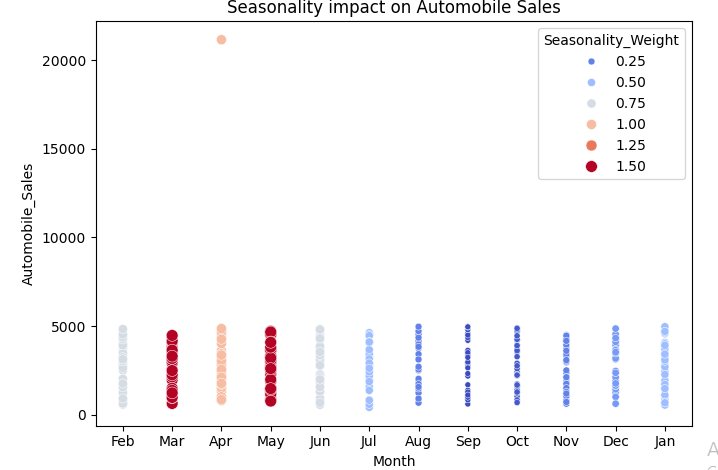 Seasonality impact on Automobile Sales
Seasonality_Weight
0.25
0.50
0.75
1.00
1.25
1.50
Automobile_Sales
20000
15000
10000
5000
0
Feb Mar Apr May Jun Jul Aug Sep Oct Nov Dec Jan
Month